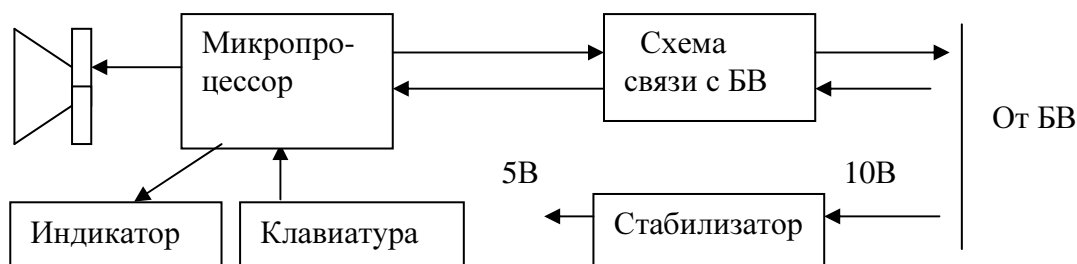 Микропро-
цессор
Схема
связи с БВ
От БВ
5В
10В
Индикатор
Клавиатура
Стабилизатор